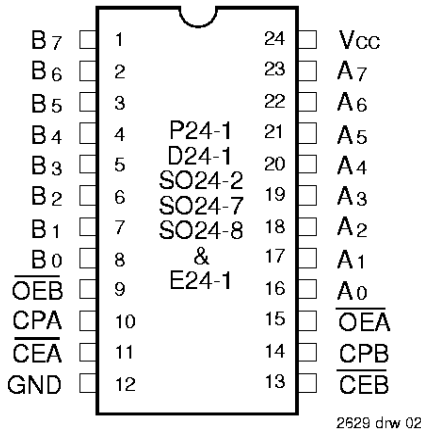 B7 1 24 VCC
B6 2 23 A7
B5 3 22 A6
B4 4 P24-1 21 A5
B3 5 D24-1 20 A4
B2 6 SO24-2 19 A3
B1 7 SO24-7 18 A2
B0 8 SO24-8 17 A1
OEB 9 & 16 A0
CPA 10 E24-1 15 OEA
CEA 11 14 CPB
GND 12 13 CEB
2629 drw 02